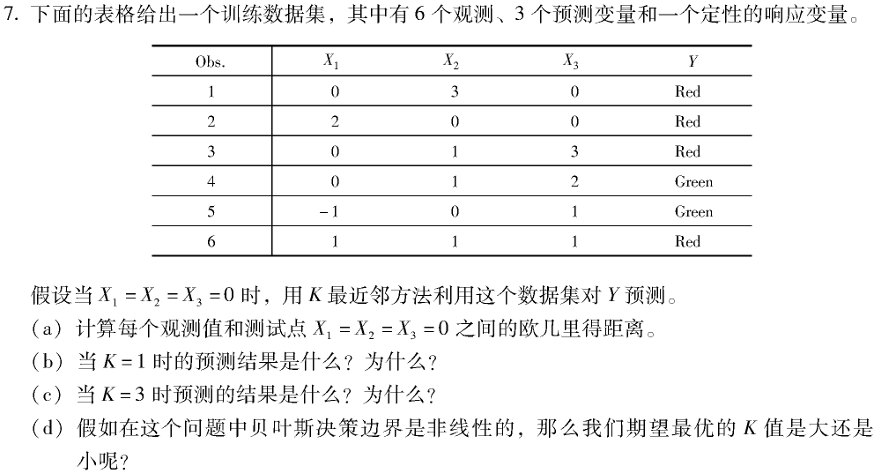 7. 下面的表格给出一个训练数据集，其中有 6 个观测、3 个预测变量和一个定性的响应变量。
Obs. X₁ X₂ X₃ Y
1 0 3 0 Red
2 2 0 0 Red
3 0 1 3 Red
4 0 1 2 Green
5 -1 0 1 Green
6 1 1 1 Red
假设当 X₁ = X₂ = X₃ = 0 时，用 K 最近邻方法利用这个数据集对 Y 预测。
(a) 计算每个观测值和测试点 X₁ = X₂ = X₃ = 0 之间的欧几里得距离。
(b) 当 K = 1 时的预测结果是什么？为什么？
(c) 当 K = 3 时预测的结果是什么？为什么？
(d) 假如在这个问题中贝叶斯决策边界是非线性的，那么我们期望最优的 K 值是大还是
小呢？